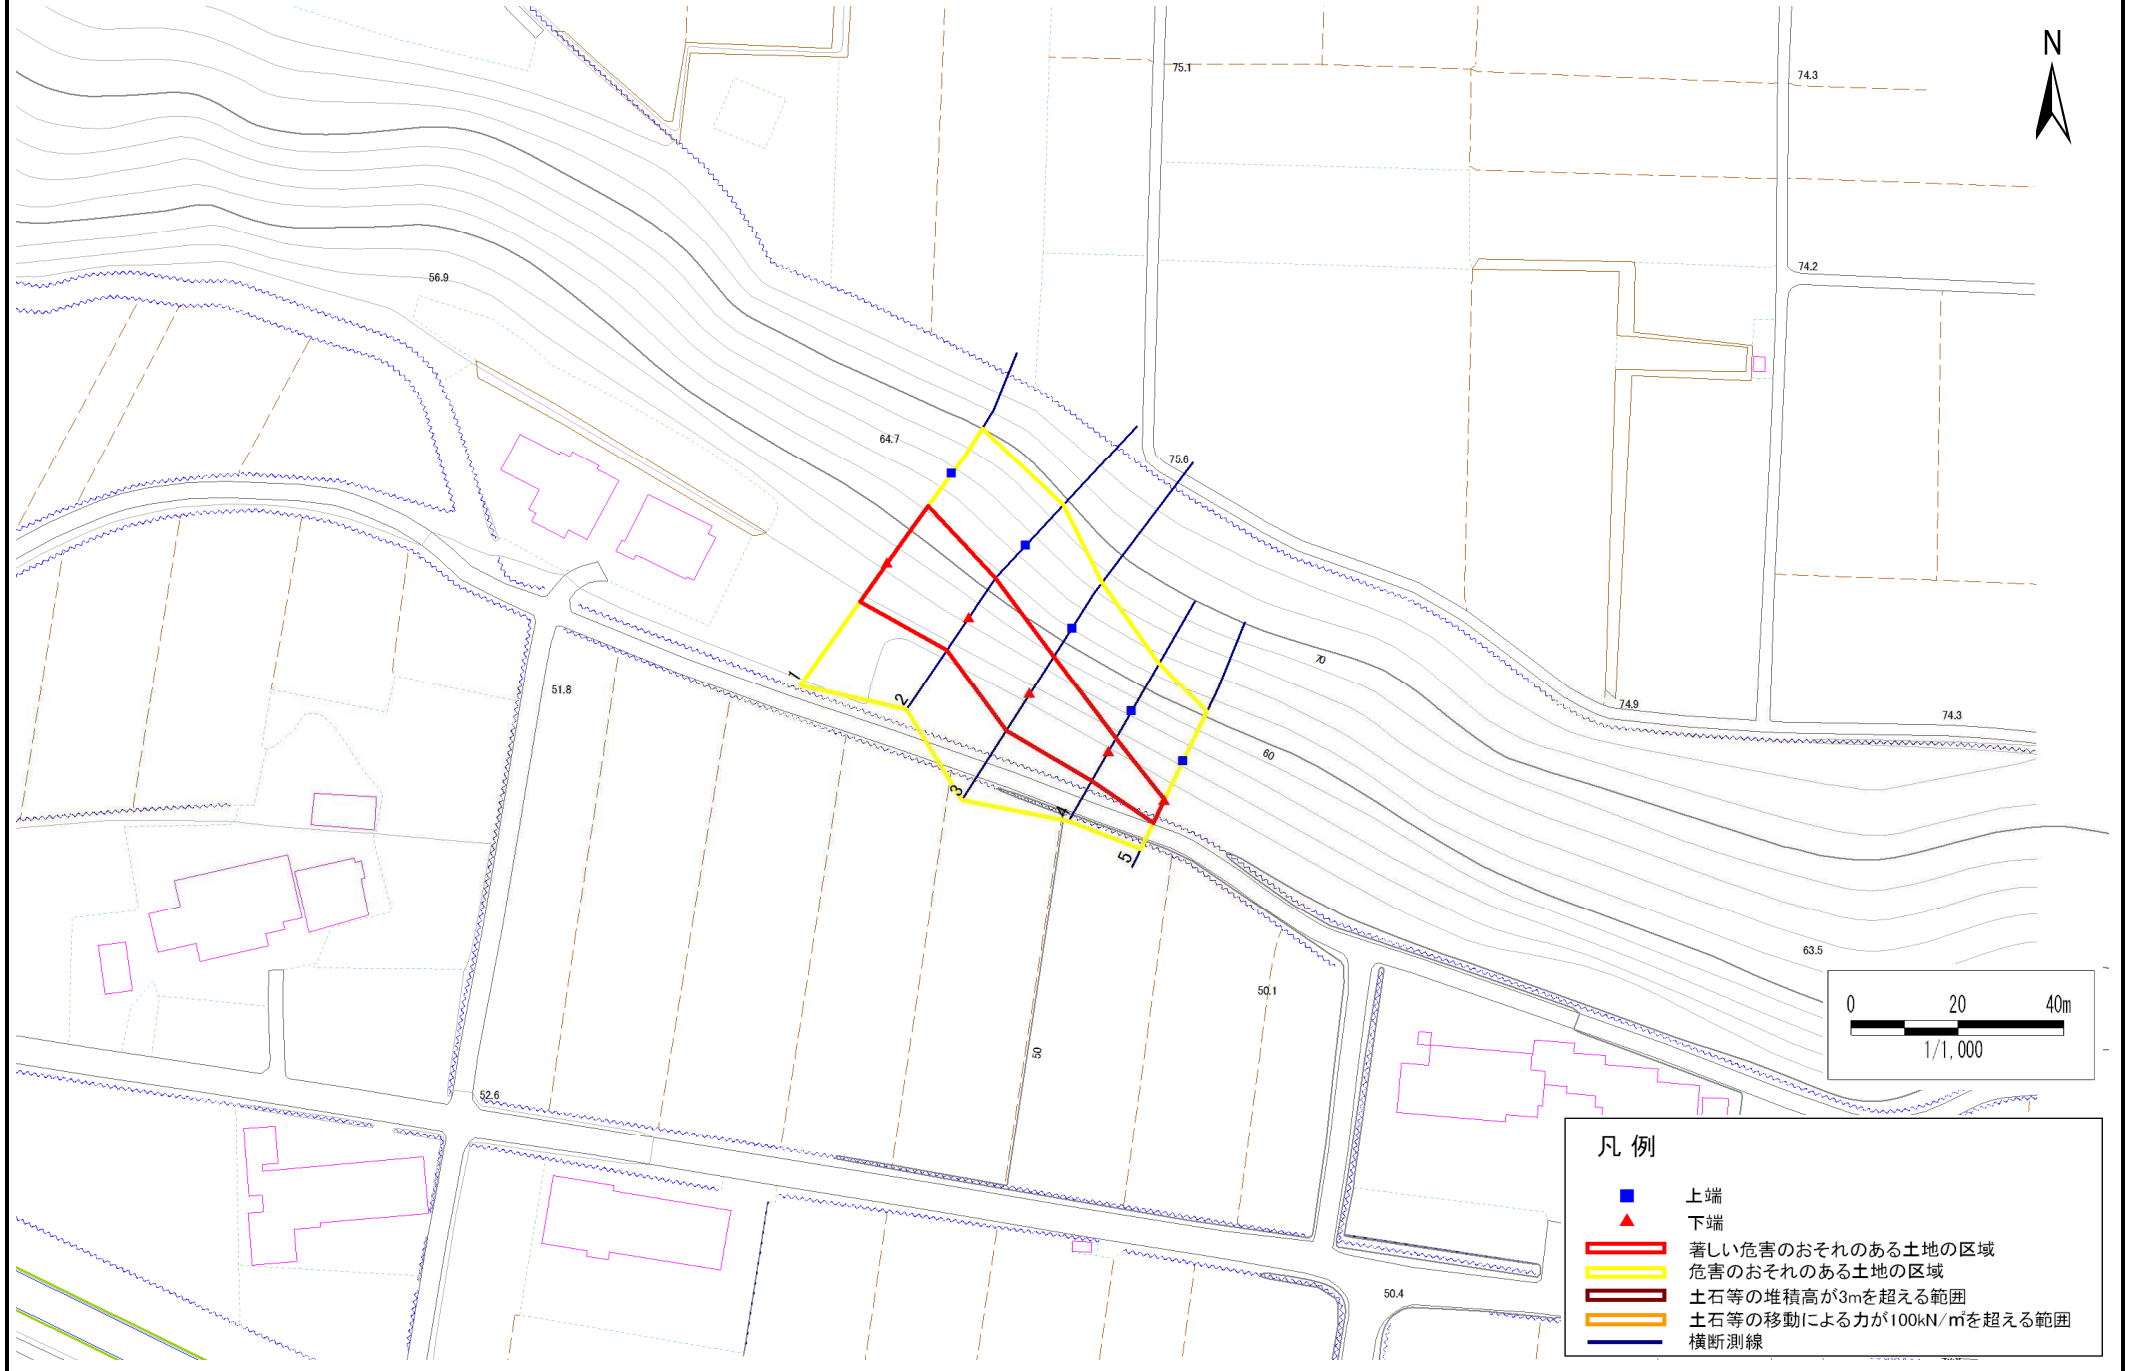 N
75.1
74.3
74.2
56.9
64.7
75.6
70
1
51.8
2
74.9
74.3
60
3
4
5
63.5
50.1
0 20 40m
1/1,000
50
52.6
50.4
凡 例
上端
下端
著しい危害のおそれのある土地の区域
危害のおそれのある土地の区域
土石等の堆積高が3mを超える範囲
土石等の移動による力が100kN/㎡を超える範囲
横断測線